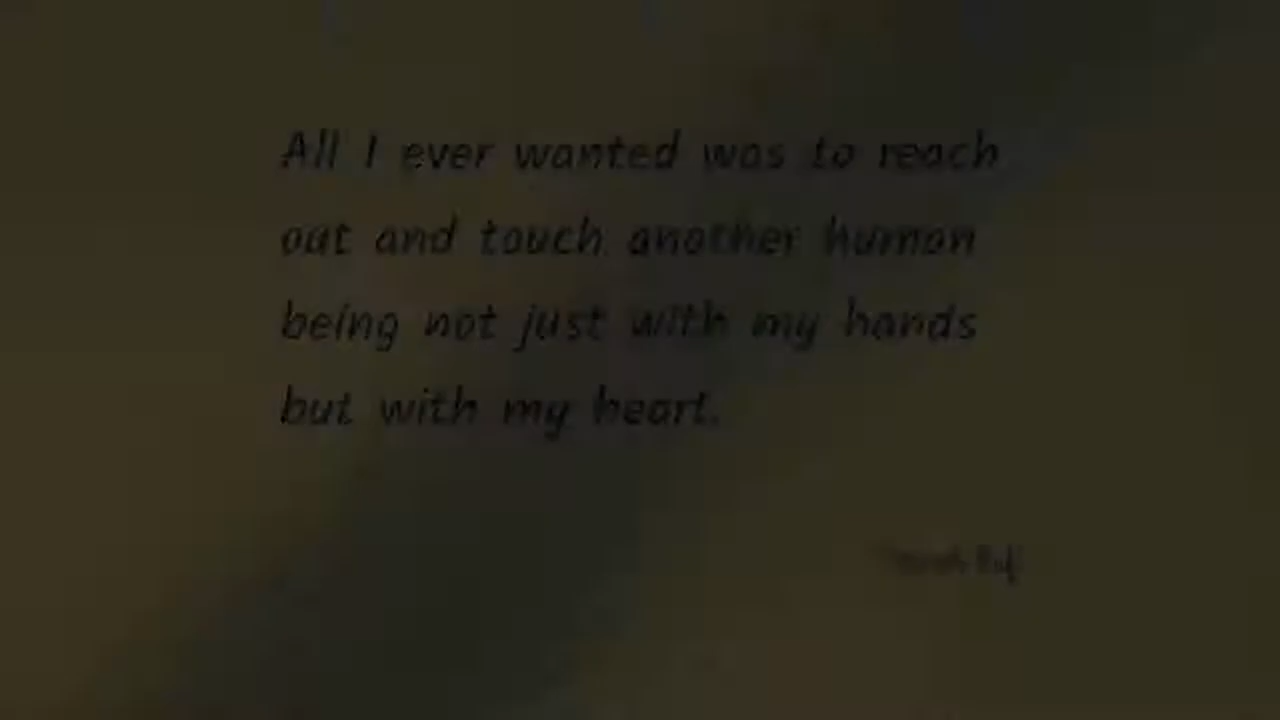 All I ever wanted was to reach
out and touch another human
being not just with my hands
but with my heart.